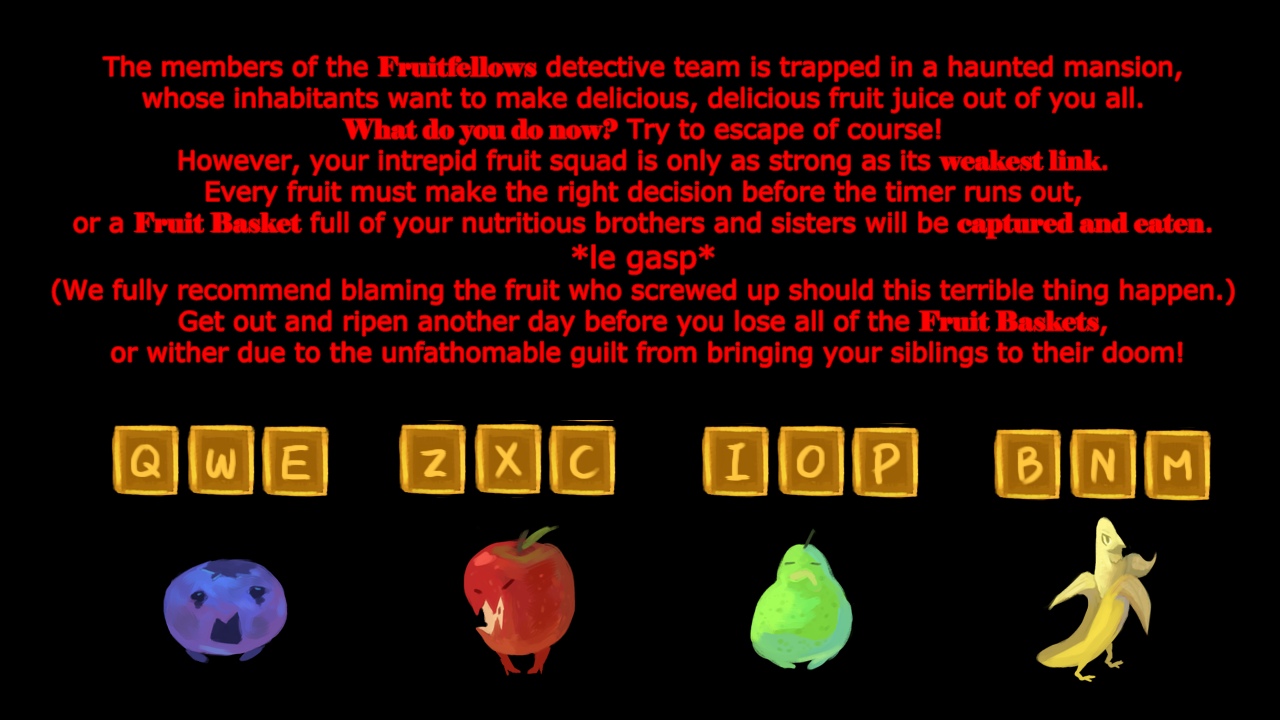 The members of the Fruitfellows detective team is trapped in a haunted mansion,
whose inhabitants want to make delicious, delicious fruit juice out of you all.
What do you do now? Try to escape of course!
However, your intrepid fruit squad is only as strong as its weakest link.
Every fruit must make the right decision before the timer runs out,
or a Fruit Basket full of your nutritious brothers and sisters will be captured and eaten.
*le gasp*
(We fully recommend blaming the fruit who screwed up should this terrible thing happen.)
Get out and ripen another day before you lose all of the Fruit Baskets,
or wither due to the unfathomable guilt from bringing your siblings to their doom!
Q W E Z X C I O P B N M